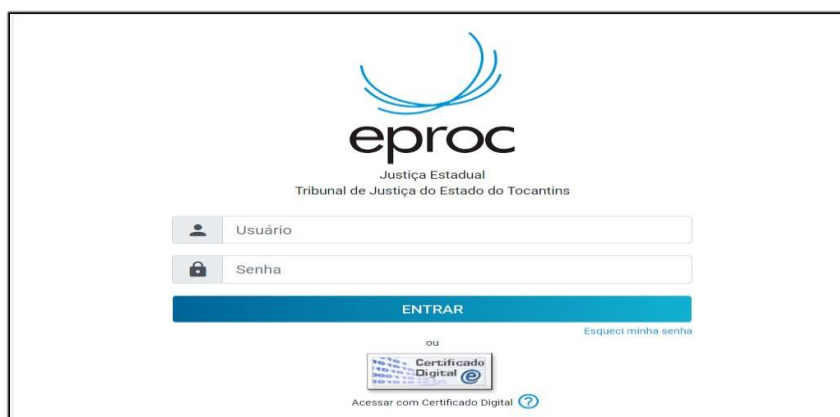 eproc
Justiça Estadual
Tribunal de Justiça do Estado do Tocantins
Usuário
Senha
ENTRAR
Esqueci minha senha
ou
Certificado
Digital e
Acessar com Certificado Digital ?